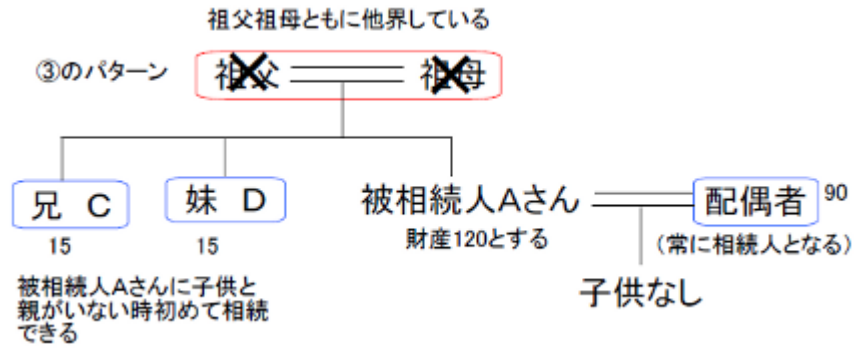 祖父祖母ともに他界している
③のパターン
祖父
祖母
兄 C
妹 D
被相続人Aさん
配偶者
90
15
15
財産120とする
(常に相続人となる)
被相続人Aさんに子供と
親がいない時初めて相続
できる
子供なし